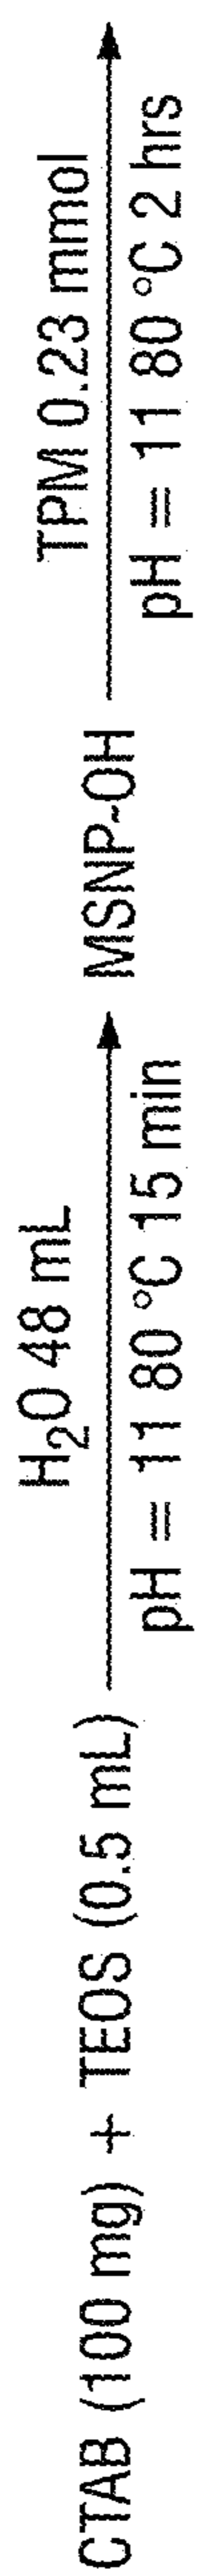 CTAB (100 mg) + TEOS (0.5 mL)
H₂O 48 mL
pH = 11 80 °C 15 min
MSNP-OH
TPM 0.23 mmol
pH = 11 80 °C 2 hrs